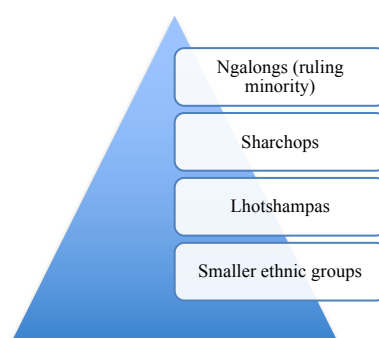 Ngalongs (ruling
minority)
Sharchops
Lhotshampas
Smaller ethnic groups